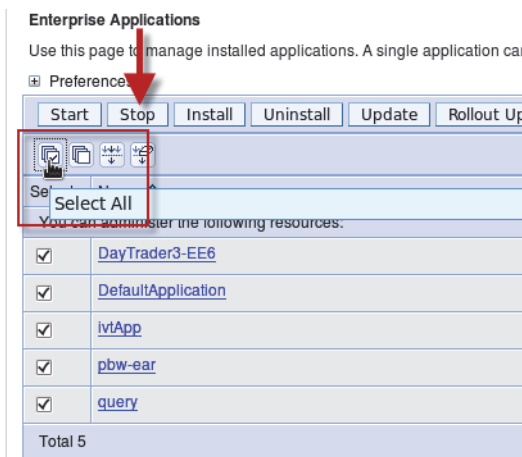 Enterprise Applications
Use this page to manage installed applications. A single application can
Preferences
Start Stop Install Uninstall Update Rollout Up
Select All
You can administer the following resources:
DayTrader3-EE6
DefaultApplication
ivtApp
pbw-ear
query
Total 5